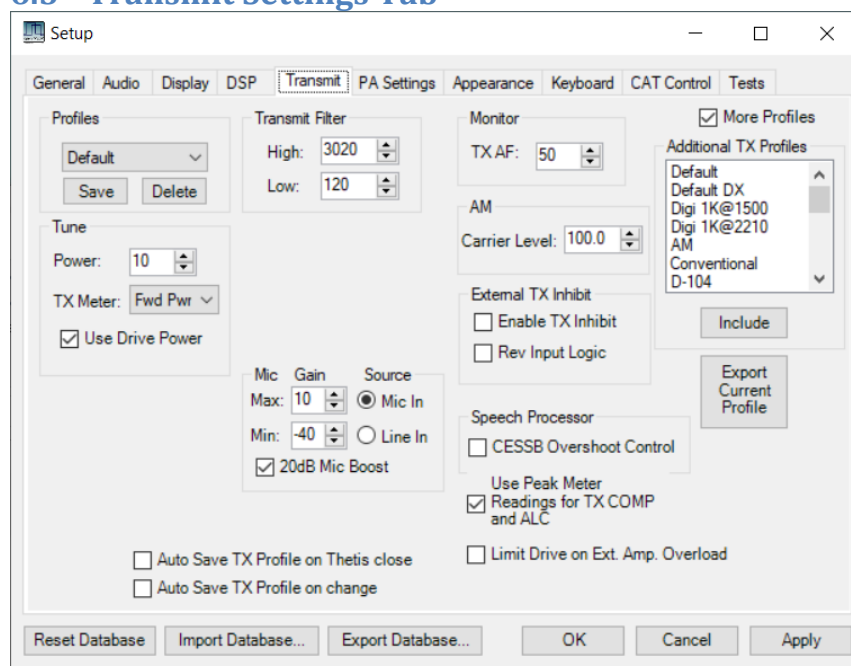 6.5 Transmit Settings Tab
Setup
General Audio Display DSP Transmit PA Settings Appearance Keyboard CAT Control Tests
Profiles
Default
Save Delete
Tune
Power: 10
TX Meter: Fwd Pwr
Use Drive Power
Transmit Filter
High: 3020
Low: 120
Mic Gain Source
Max: 10 Mic In
Min: -40 Line In
20dB Mic Boost
Monitor
TX AF: 50
AM
Carrier Level: 100.0
External TX Inhibit
Enable TX Inhibit
Rev Input Logic
Speech Processor
CESSB Overshoot Control
Use Peak Meter
Readings for TX COMP
and ALC
Limit Drive on Ext. Amp. Overload
More Profiles
Additional TX Profiles
Default
Default DX
Digi 1K@1500
Digi 1K@2210
AM
Conventional
D-104
Include
Export
Current
Profile
Auto Save TX Profile on Thetis close
Auto Save TX Profile on change
Reset Database Import Database... Export Database... OK Cancel Apply